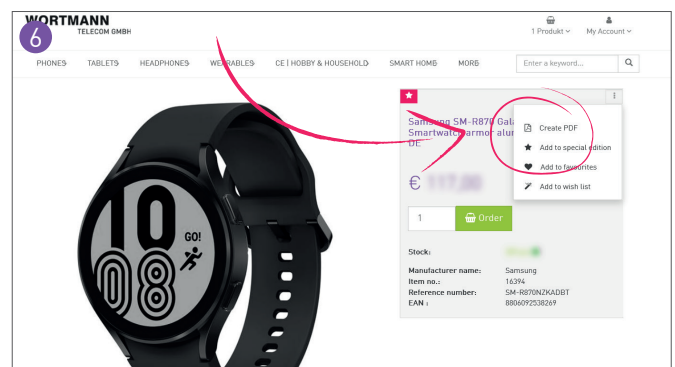 WORTMANN
TELECOM GMBH
6
1 Produkt
My Account
PHONES TABLETS HEADPHONES WEARABLES CE | HOBBY & HOUSEHOLD SMART HOME MORE
Enter a keyword...
Samsung SM-R870
Smartwatch armor
DE
Create PDF
Add to special edition
Add to favourites
Add to wish list
€
1
Order
Stock:
Manufacturer name: Samsung
Item no.: 16394
Reference number: SM-R870NZKADBT
EAN : 8806092538269
10
08
GO!